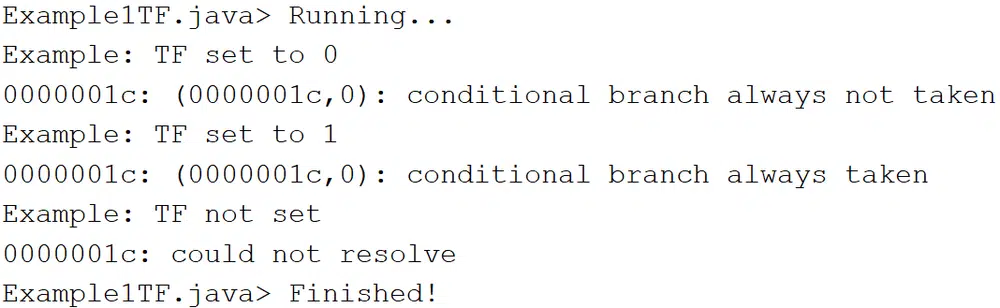 Example1TF.java> Running...
Example: TF set to 0
0000001c: (0000001c,0): conditional branch always not taken
Example: TF set to 1
0000001c: (0000001c,0): conditional branch always taken
Example: TF not set
0000001c: could not resolve
Example1TF.java> Finished!